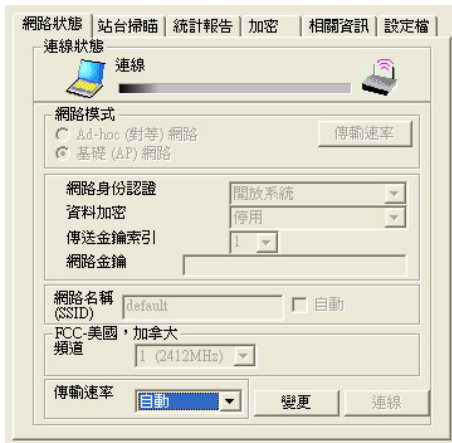 網路狀態 站台掃瞄 統計報告 加密 相關資訊 設定檔
連線狀態
連線
網路模式
Ad-hoc (對等) 網路
傳輸速率
基礎 (AP) 網路
網路身份認證 開放系統
資料加密 停用
傳送金鑰索引 1
網路金鑰
網路名稱
(SSID) default 自動
FCC-美國，加拿大
頻道 1 (2412MHz)
傳輸速率 自動 變更 連線